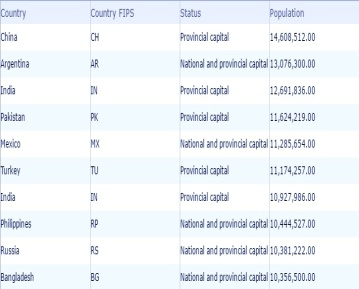 Country Country FIPS Status Population
China CH Provincial capital 14,608,512.00
Argentina AR National and provincial capital 13,076,300.00
India IN Provincial capital 12,691,836.00
Pakistan PK Provincial capital 11,624,219.00
Mexico MX National and provincial capital 11,285,654.00
Turkey TU Provincial capital 11,174,257.00
India IN Provincial capital 10,927,986.00
Philippines RP National and provincial capital 10,444,527.00
Russia RS National and provincial capital 10,381,222.00
Bangladesh BG National and provincial capital 10,356,500.00